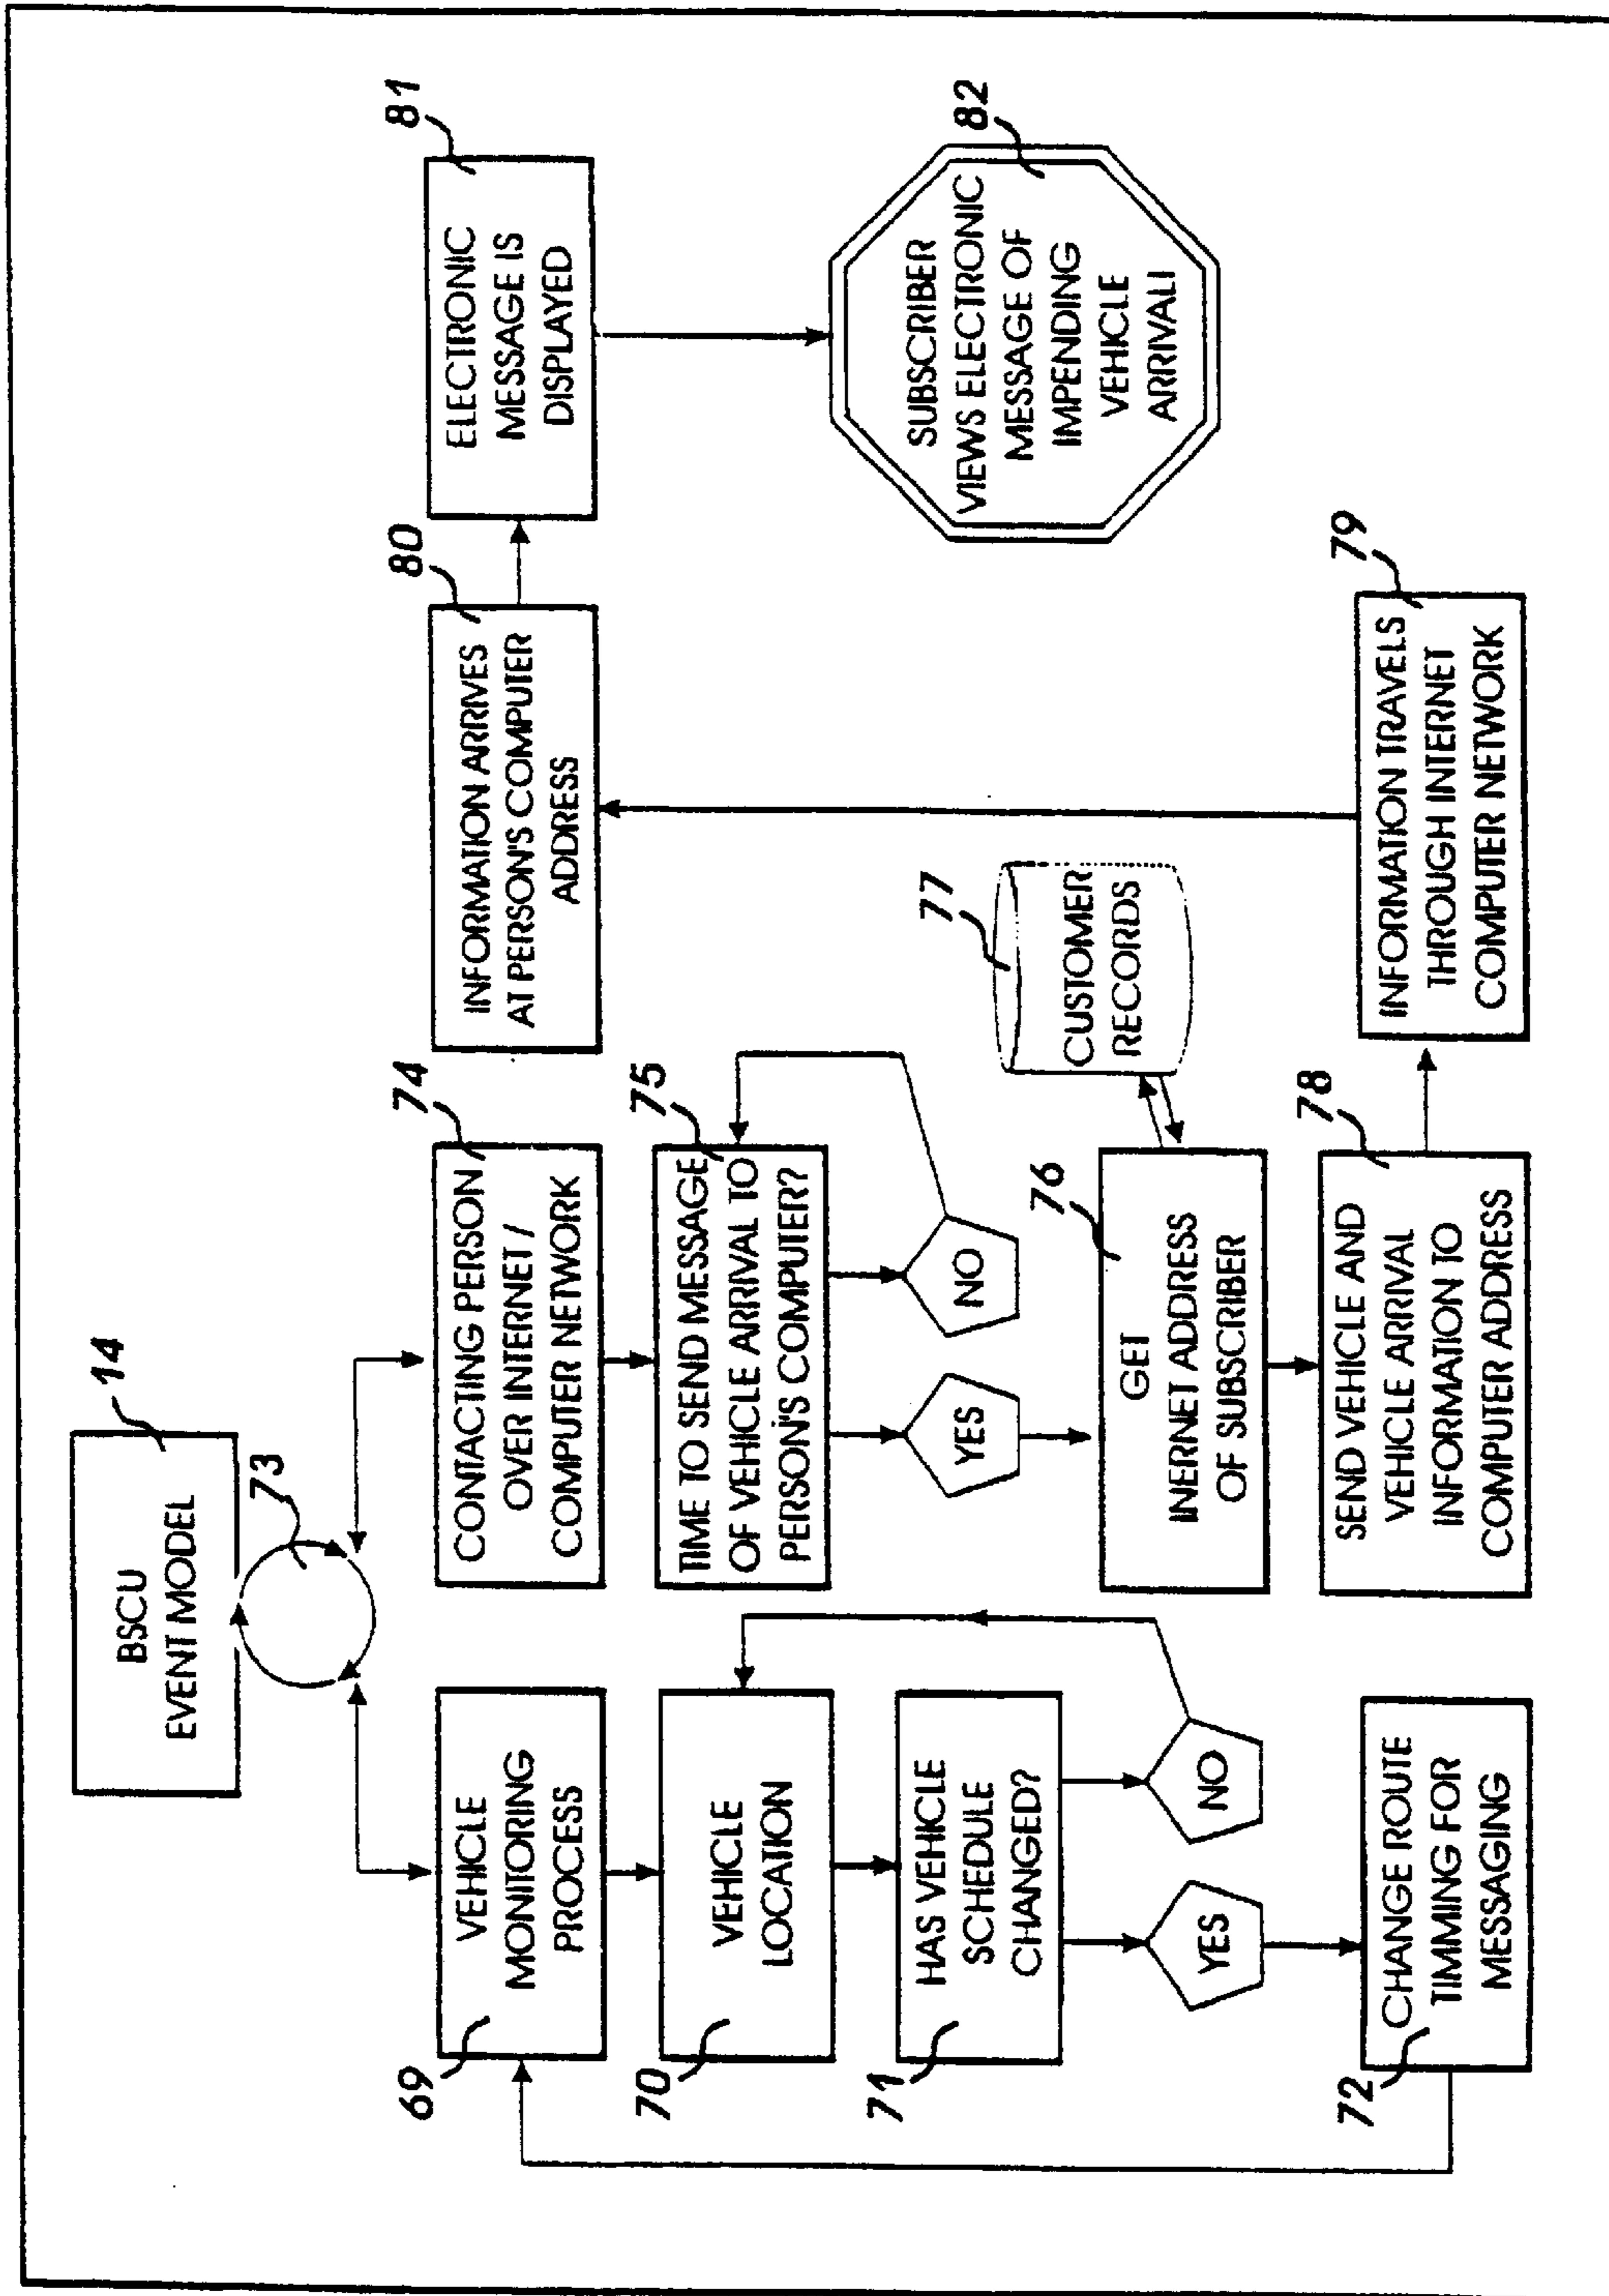 14
BSCU
EVENT MODEL
73
69
VEHICLE
MONITORING
PROCESS
70
VEHICLE
LOCATION
71
HAS VEHICLE
SCHEDULE
CHANGED?
YES
NO
72
CHANGE ROUTE
TIMMING FOR
MESSAGING
74
CONTACTING PERSON
OVER INTERNET /
COMPUTER NETWORK
75
TIME TO SEND MESSAGE
OF VEHICLE ARRIVAL TO
PERSON'S COMPUTER?
YES
NO
76
GET
INERNET ADDRESS
OF SUBSCRIBER
77
CUSTOMER
RECORDS
78
SEND VEHICLE AND
VEHICLE ARRIVAL
INFORMATION TO
COMPUTER ADDRESS
79
INFORMATION TRAVELS
THROUGH INTERNET
COMPUTER NETWORK
80
INFORMATION ARRIVES
AT PERSON'S COMPUTER
ADDRESS
81
ELECTRONIC
MESSAGE IS
DISPLAYED
82
SUBSCRIBER
VIEWS ELECTRONIC
MESSAGE OF
IMPENDING
VEHICLE
ARRIVAL!